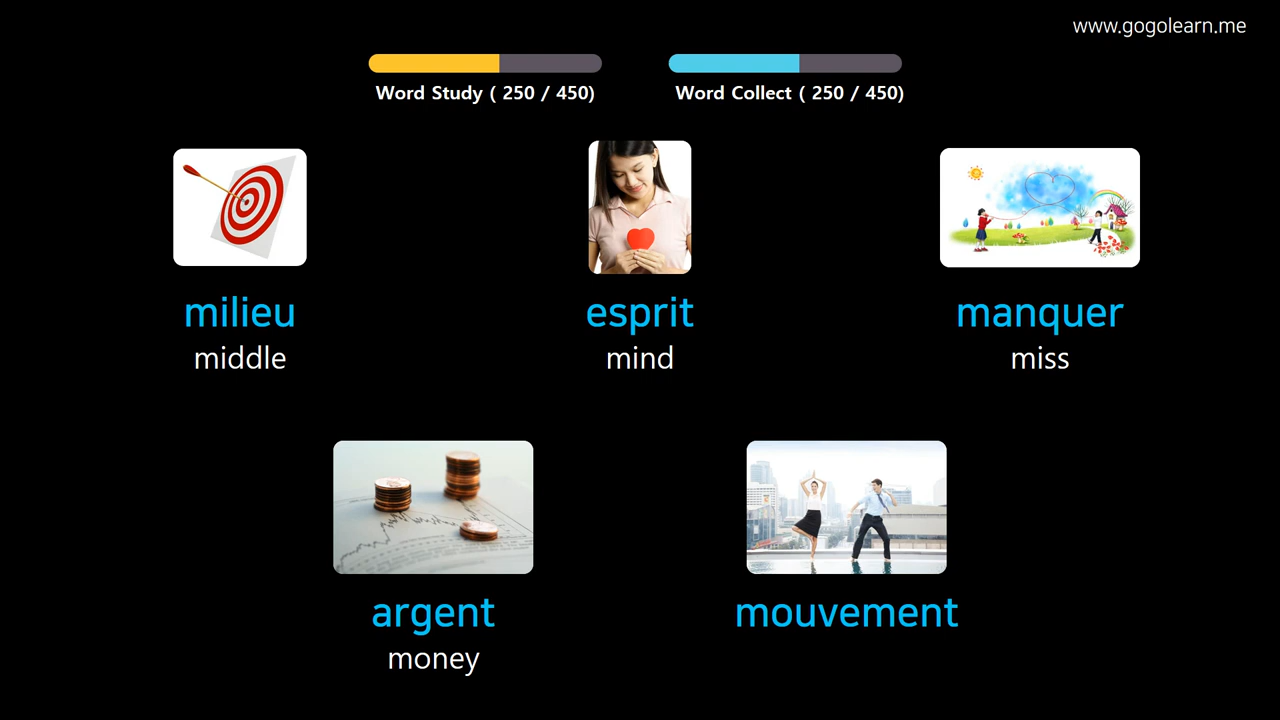 www.gogolearn.me
Word Study ( 250 / 450)
Word Collect ( 250 / 450)
milieu
middle
esprit
mind
manquer
miss
argent
money
mouvement